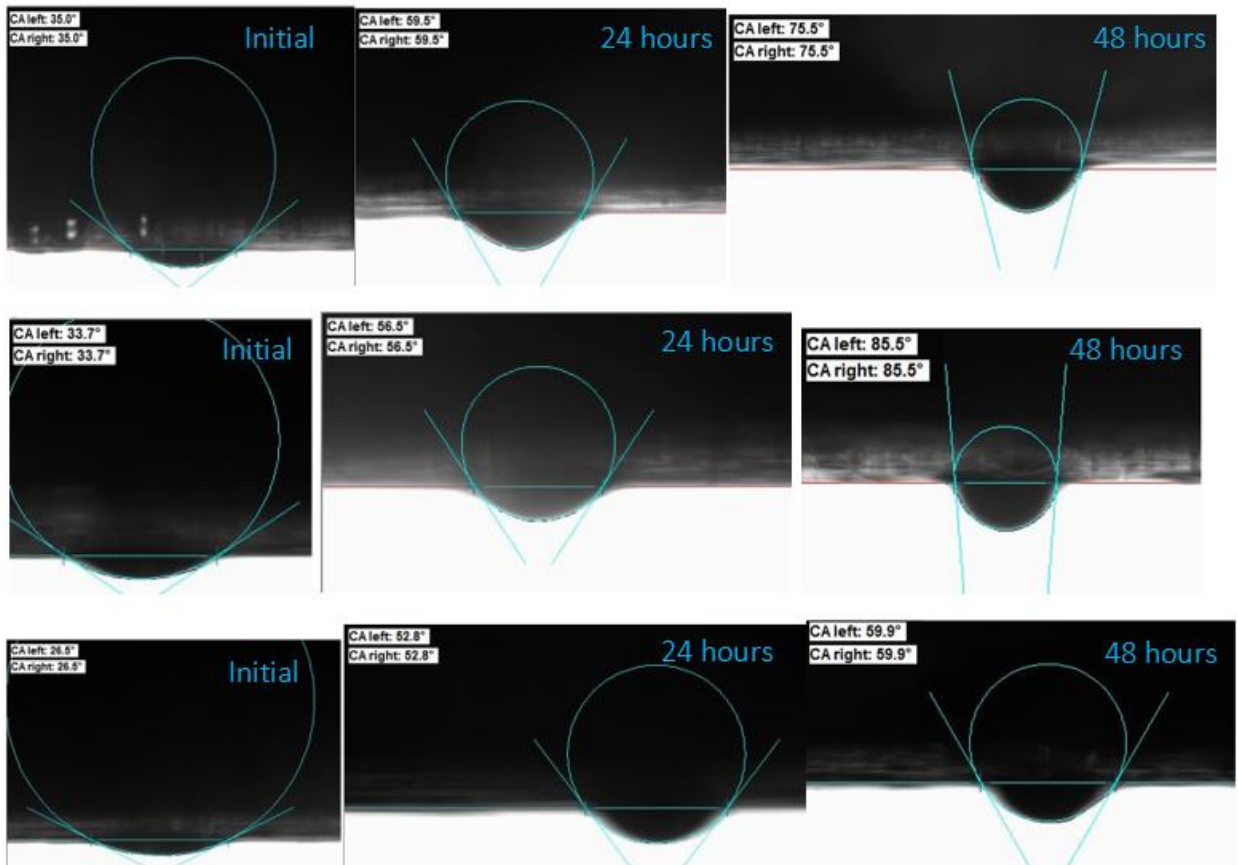 CA left: 35.0°
CA right: 35.0°
Initial
CA left: 59.5°
CA right: 59.5°
24 hours
CA left: 75.5°
CA right: 75.5°
48 hours
CA left: 33.7°
CA right: 33.7°
Initial
CA left: 56.5°
CA right: 56.5°
24 hours
CA left: 85.5°
CA right: 85.5°
48 hours
CA left: 26.5°
CA right: 26.5°
Initial
CA left: 52.8°
CA right: 52.8°
24 hours
CA left: 59.9°
CA right: 59.9°
48 hours